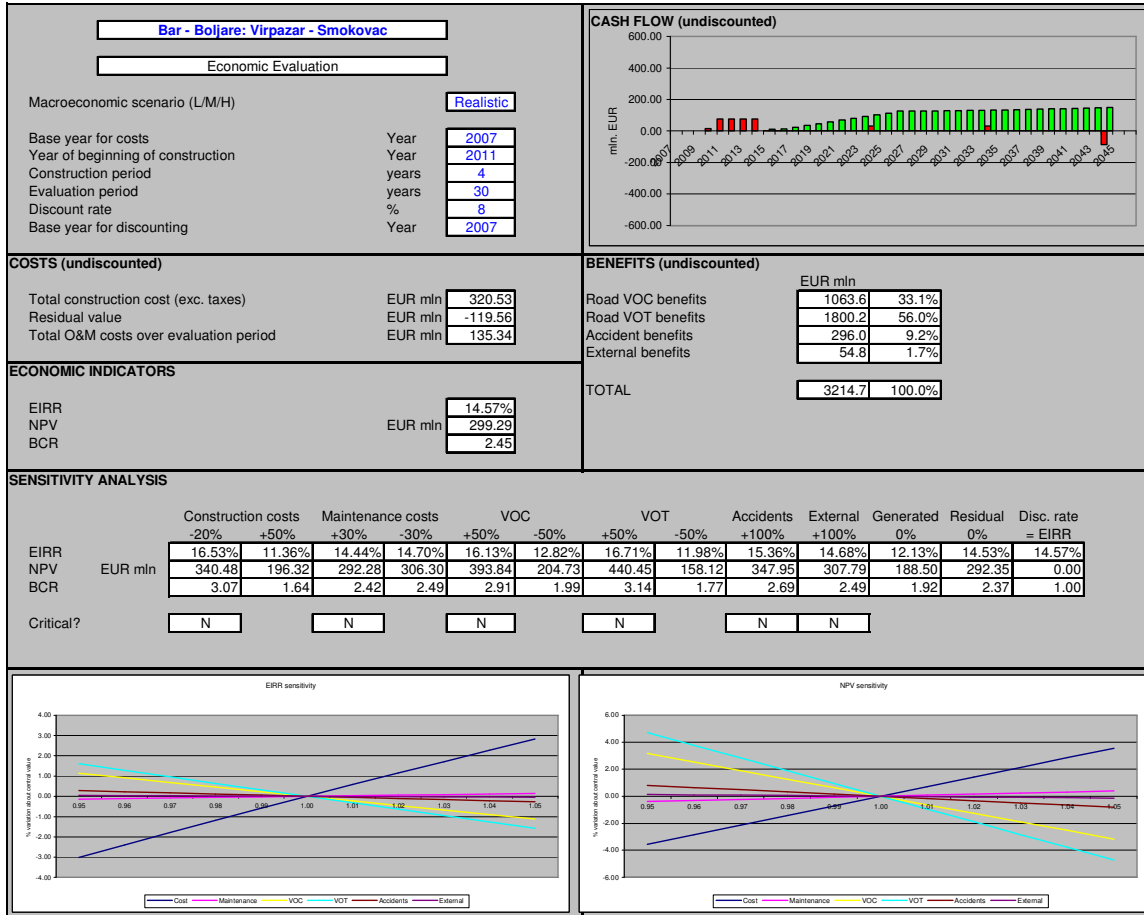 Bar - Boljare: Virpazar - Smokovac
Economic Evaluation
Macroeconomic scenario (L/M/H) Realistic
Base year for costs Year 2007
Year of beginning of construction Year 2011
Construction period years 4
Evaluation period years 30
Discount rate % 8
Base year for discounting Year 2007
CASH FLOW (undiscounted)
mln. EUR
600.00
400.00
200.00
0.00
-200.00
-400.00
-600.00
2007 2009 2011 2013 2015 2017 2019 2021 2023 2025 2027 2029 2031 2033 2035 2037 2039 2041 2043 2045
COSTS (undiscounted)
Total construction cost (exc. taxes) EUR mln 320.53
Residual value EUR mln -119.56
Total O&M costs over evaluation period EUR mln 135.34
BENEFITS (undiscounted)
EUR mln
Road VOC benefits 1063.6 33.1%
Road VOT benefits 1800.2 56.0%
Accident benefits 296.0 9.2%
External benefits 54.8 1.7%
TOTAL 3214.7 100.0%
ECONOMIC INDICATORS
EIRR 14.57%
NPV EUR mln 299.29
BCR 2.45
SENSITIVITY ANALYSIS
Construction costs Maintenance costs VOC VOT Accidents External Generated Residual Disc. rate
-20% +50% +30% -30% +50% -50% +50% -50% +100% +100% 0% 0% = EIRR
EIRR 16.53% 11.36% 14.44% 14.70% 16.13% 12.82% 16.71% 11.98% 15.36% 14.68% 12.13% 14.53% 14.57%
NPV EUR mln 340.48 196.32 292.28 306.30 393.84 204.73 440.45 158.12 347.95 307.79 188.50 292.35 0.00
BCR 3.07 1.64 2.42 2.49 2.91 1.99 3.14 1.77 2.69 2.49 1.92 2.37 1.00
Critical? N N N N N N
EIRR sensitivity
% variation about central value
4.00
3.00
2.00
1.00
0.00
-1.00
-2.00
-3.00
-4.00
0.95 0.96 0.97 0.98 0.99 1.00 1.01 1.02 1.03 1.04 1.05
Cost Maintenance VOC VOT Accidents External
NPV sensitivity
% variation about central value
6.00
4.00
2.00
0.00
-2.00
-4.00
-6.00
0.95 0.96 0.97 0.98 0.99 1.00 1.01 1.02 1.03 1.04 1.05
Cost Maintenance VOC VOT Accidents External